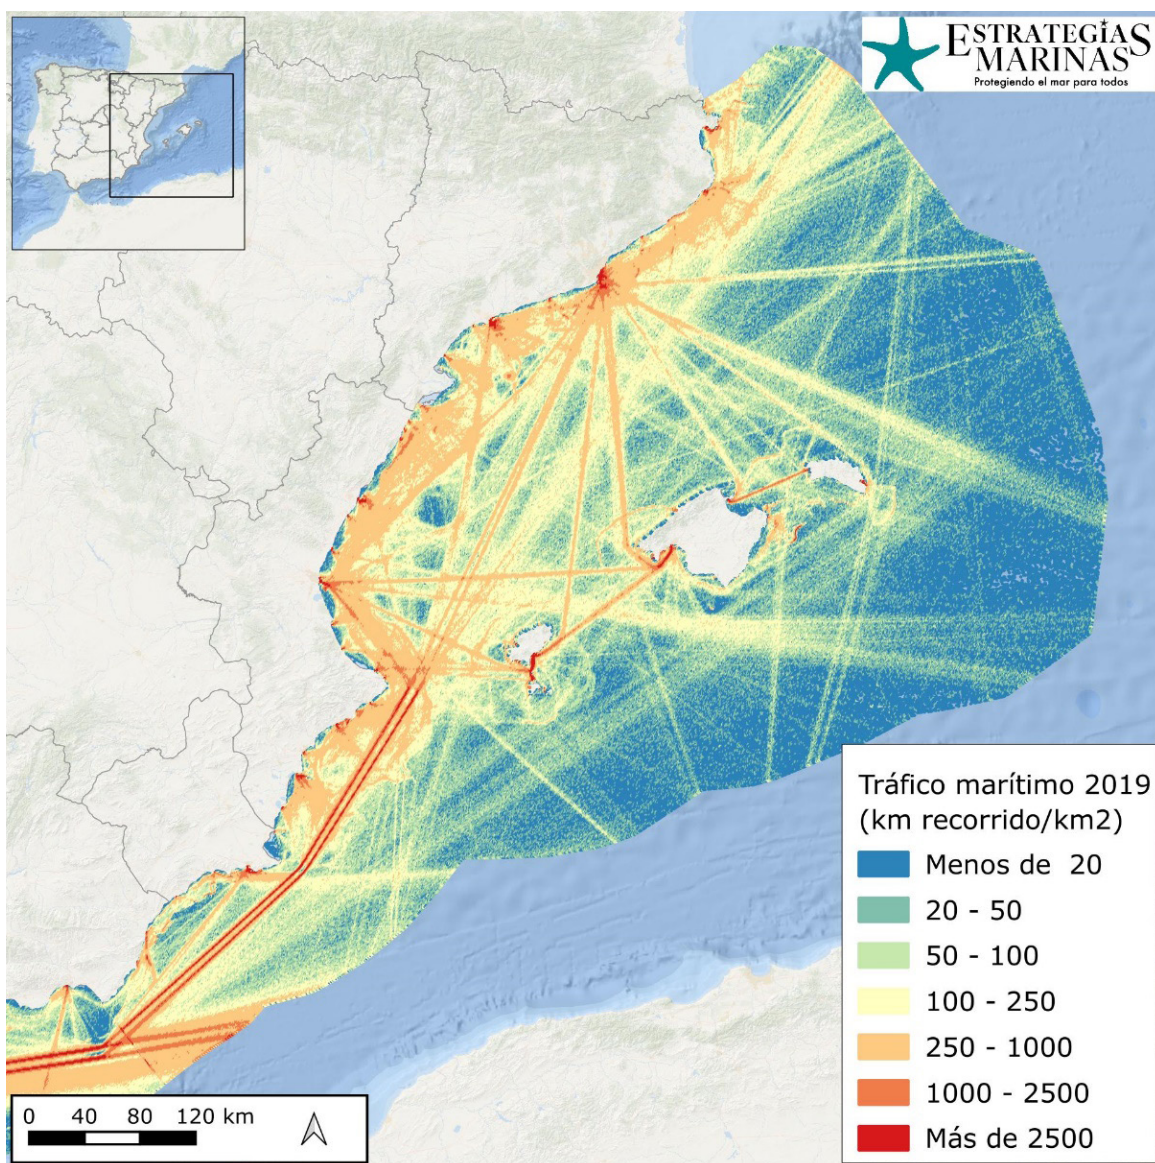 ESTRATEGIAS
MARINAS
Protegiendo el mar para todos
Tráfico marítimo 2019
(km recorrido/km2)
Menos de 20
20 - 50
50 - 100
100 - 250
250 - 1000
1000 - 2500
Más de 2500
0 40 80 120 km